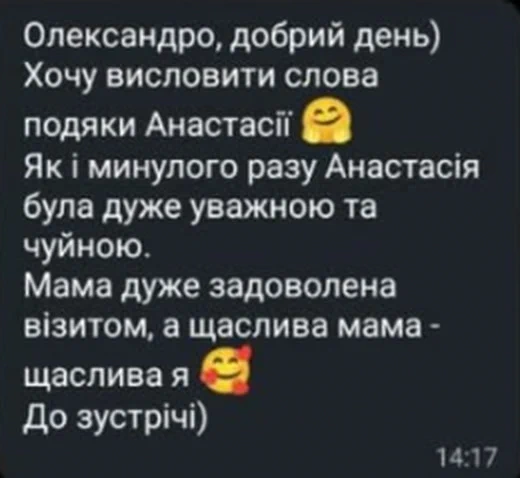 Олександро, добрий день)
Хочу висловити слова
подяки Анастасії 🤗
Як і минулого разу Анастасія
була дуже уважною та
чуйною.
Мама дуже задоволена
візитом, а щаслива мама -
щаслива я 🥰
До зустрічі)
14:17